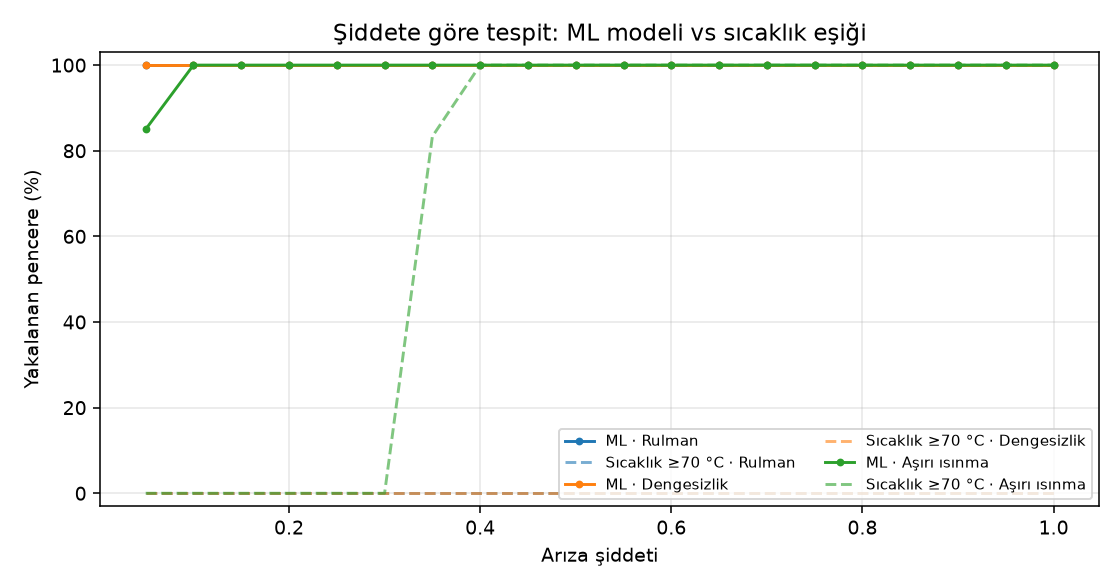 Şiddete göre tespit: ML modeli vs sıcaklık eşiği
Yakalanan pencere (%)
100
80
60
40
20
0
0.2
0.4
0.6
0.8
1.0
Arıza şiddeti
ML · Rulman
Sıcaklık ≥70 °C · Rulman
ML · Dengesizlik
Sıcaklık ≥70 °C · Dengesizlik
ML · Aşırı ısınma
Sıcaklık ≥70 °C · Aşırı ısınma